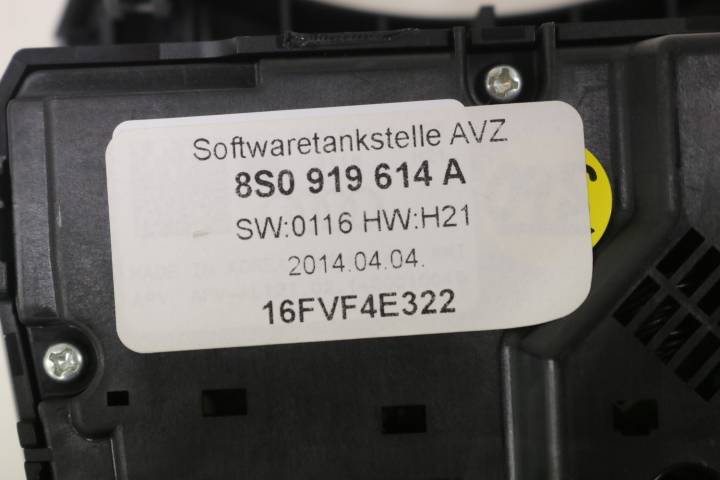 Softwaretankstelle AVZ
8S0 919 614 A
SW:0116 HW:H21
2014.04.04.
16FVF4E322